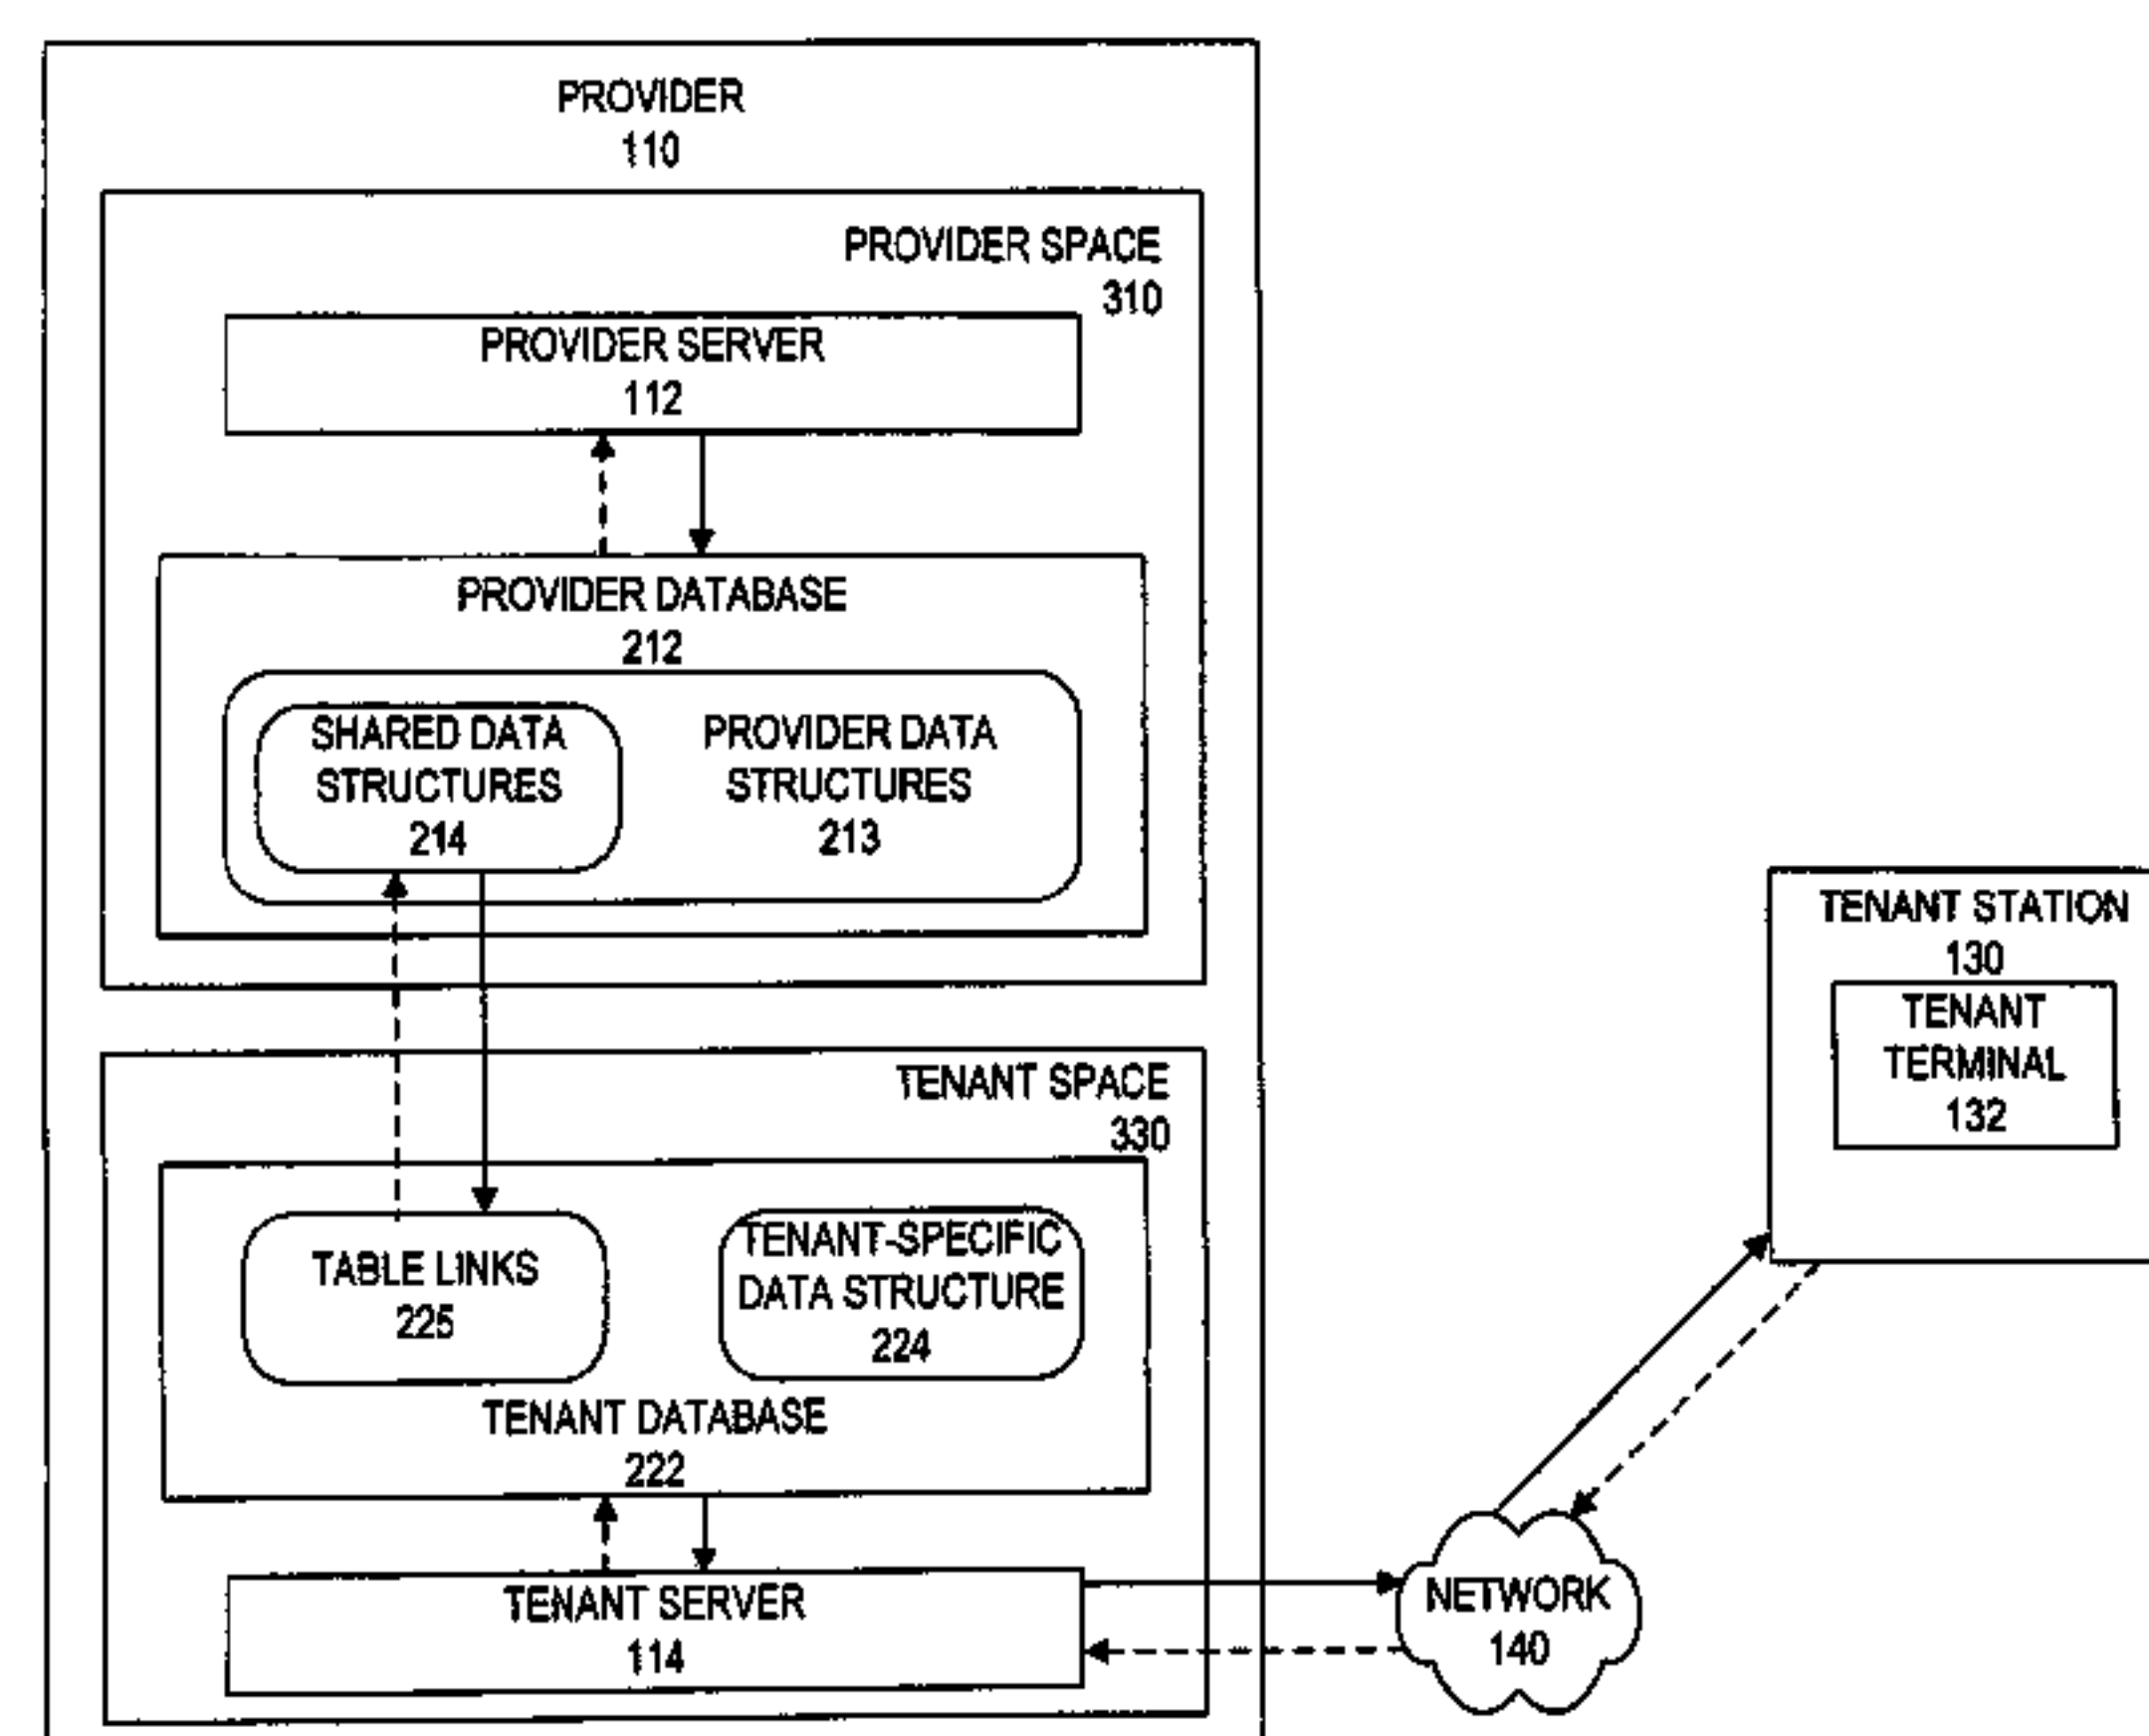 PROVIDER
110
PROVIDER SPACE
310
PROVIDER SERVER
112
PROVIDER DATABASE
212
SHARED DATA
STRUCTURES
214
PROVIDER DATA
STRUCTURES
213
TENANT STATION
130
TENANT
TERMINAL
132
TENANT SPACE
330
TABLE LINKS
225
TENANT-SPECIFIC
DATA STRUCTURE
224
TENANT DATABASE
222
TENANT SERVER
114
NETWORK
140